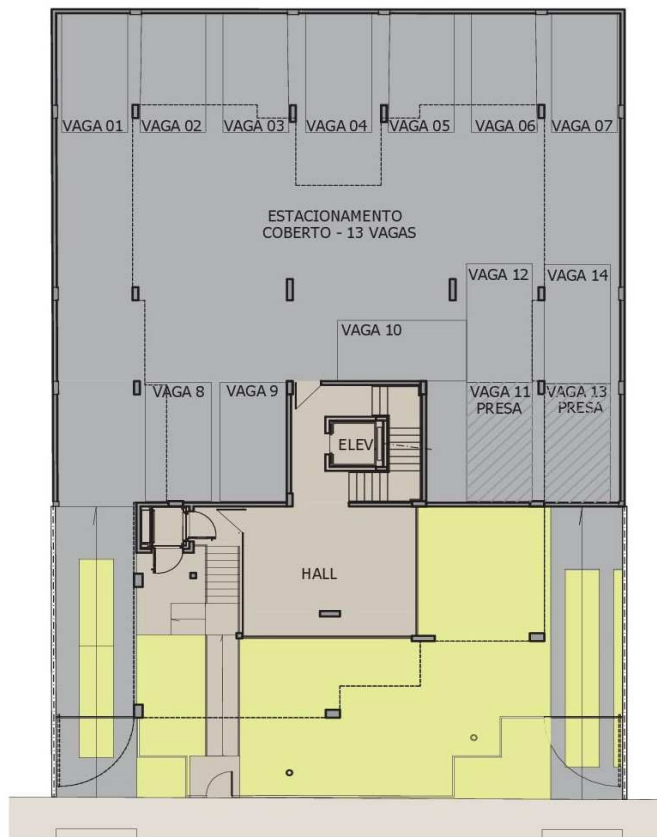 VAGA 01
VAGA 02
VAGA 03
VAGA 04
VAGA 05
VAGA 06
VAGA 07
ESTACIONAMENTO
COBERTO - 13 VAGAS
VAGA 12
VAGA 14
VAGA 10
VAGA 8
VAGA 9
VAGA 11
PRESA
VAGA 13
PRESA
ELEV.
HALL